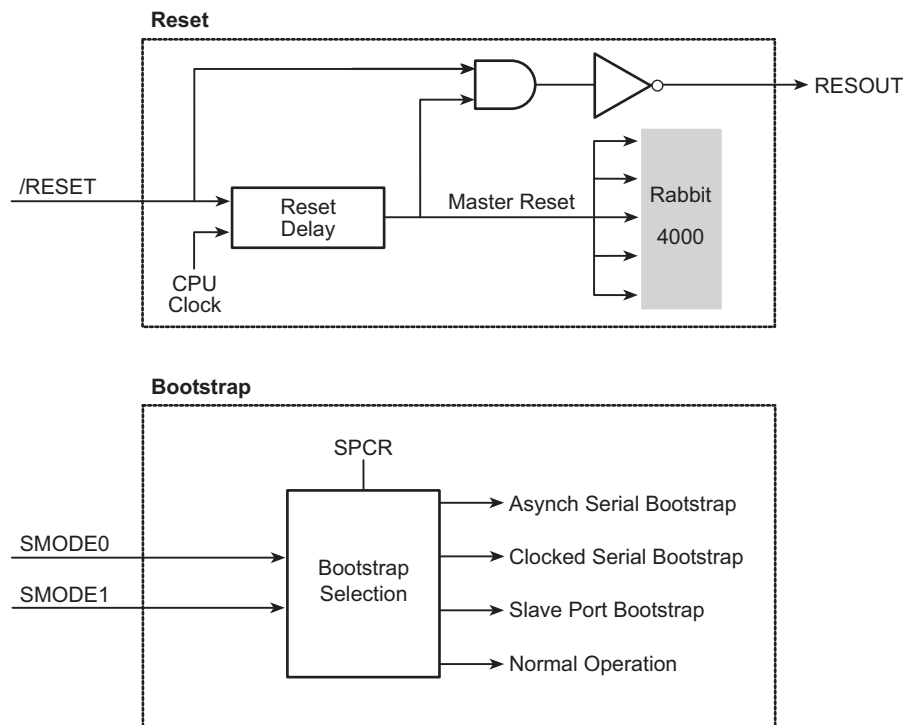 Reset
RESOUT
/RESET
Reset
Delay
Master Reset
Rabbit
4000
CPU
Clock
Bootstrap
SPCR
SMODE0
SMODE1
Bootstrap
Selection
Asynch Serial Bootstrap
Clocked Serial Bootstrap
Slave Port Bootstrap
Normal Operation